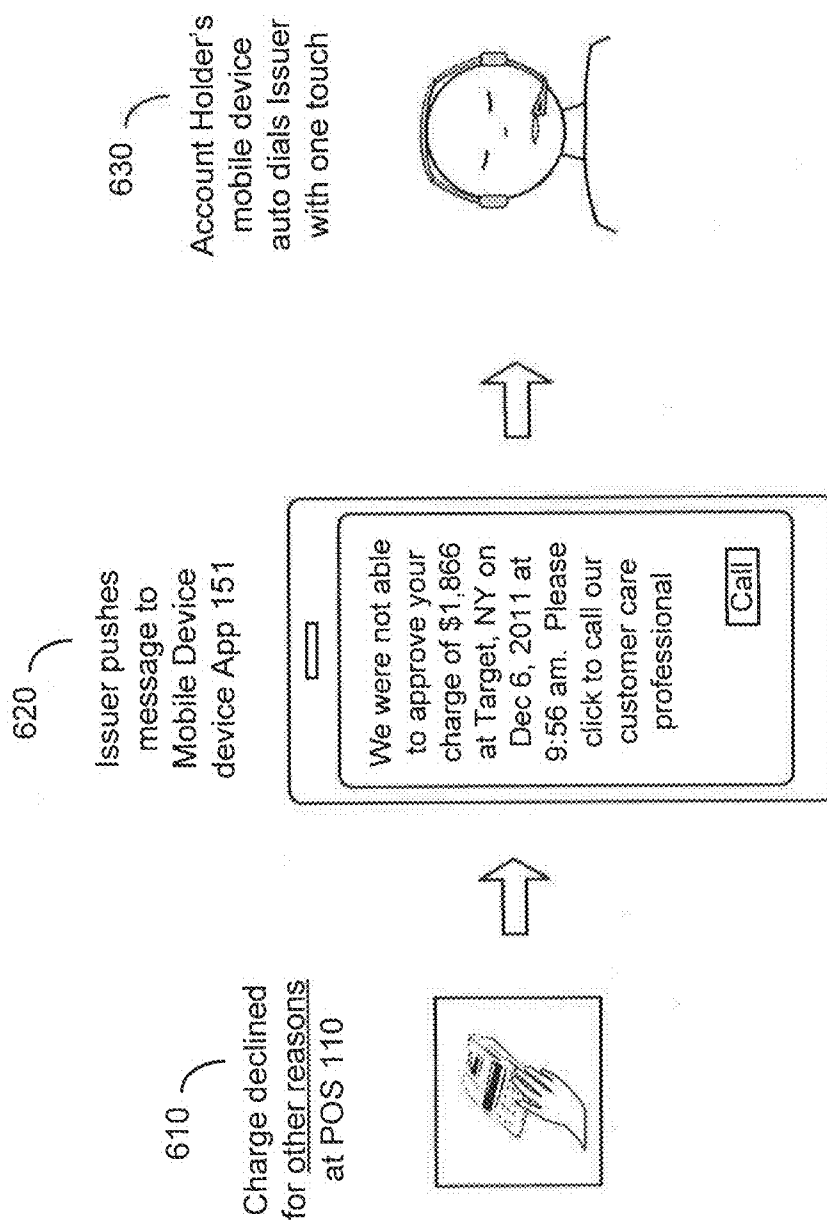 610
Charge declined
for other reasons
at POS 110
620
Issuer pushes
message to
Mobile Device
device App 151
We were not able
to approve your
charge of $1,866
at Target, NY on
Dec 6, 2011 at
9:56 am. Please
click to call our
customer care
professional
Call
630
Account Holder's
mobile device
auto dials Issuer
with one touch